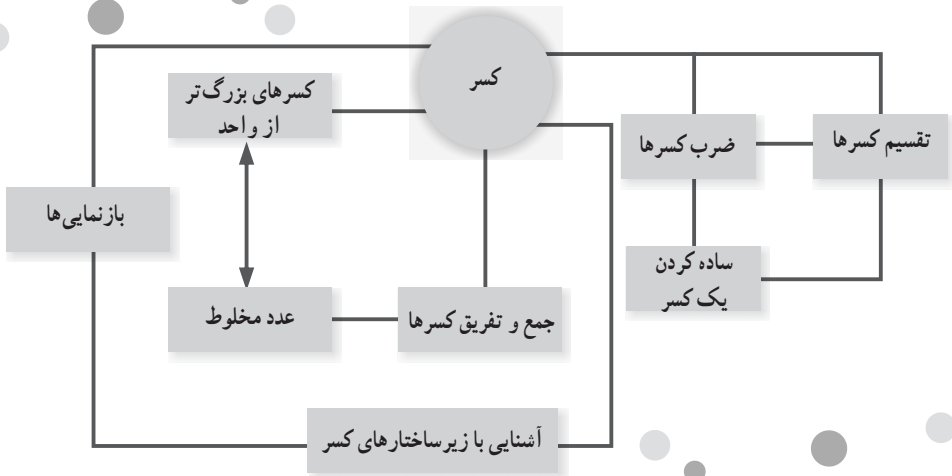 کسر
کسرهای بزرگ‌تر
از واحد
ضرب کسرها
تقسیم کسرها
بازنمایی‌ها
ساده کردن
یک کسر
جمع و تفریق کسرها
عدد مخلوط
آشنایی با زیرساختارهای کسر